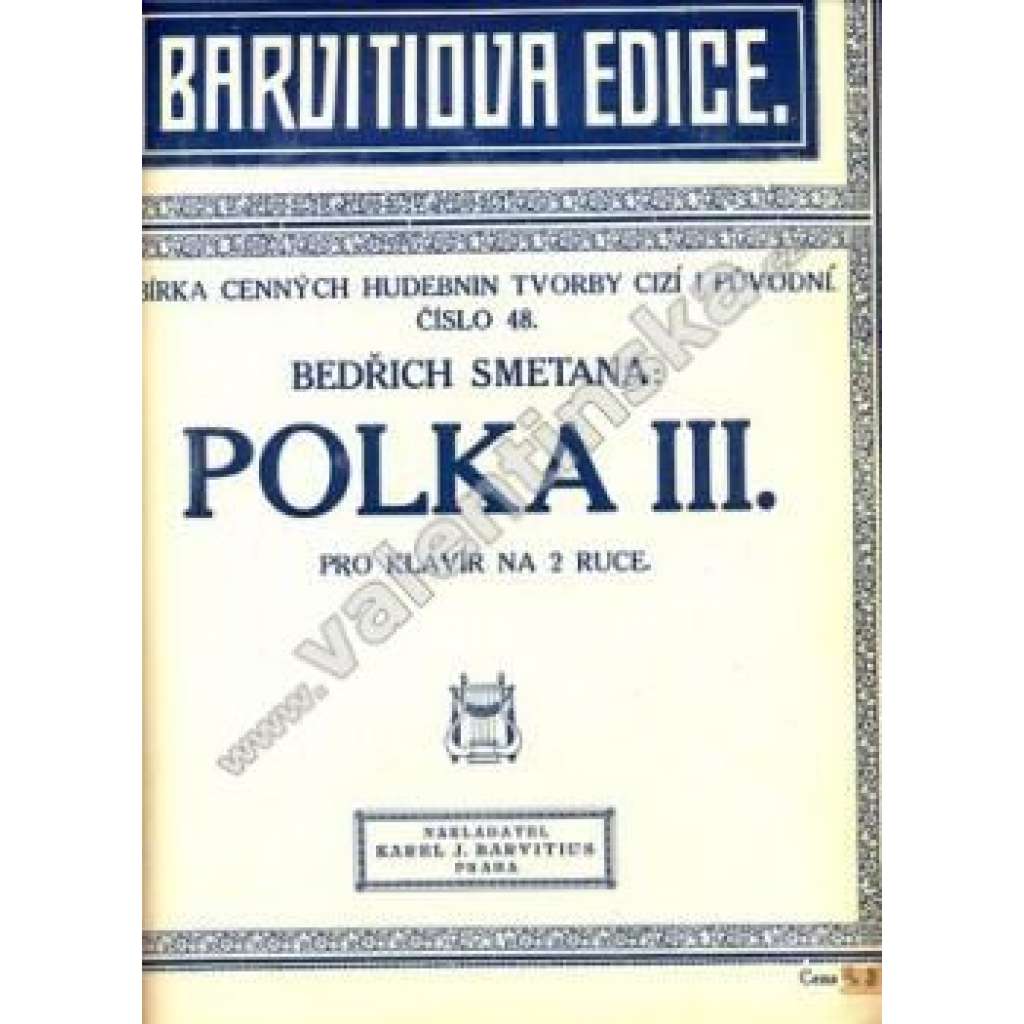 BARVITIOVA EDICE.
BÍRKA CENNÝCH HUDEBNIN TVORBY CIZÍ I PŮVODNÍ.
ČÍSLO 48.
BEDŘICH SMETANA.
POLKA III.
PRO KLAVÍR NA 2 RUCE.
www.valentinska.cz
NAKLADATEL
KAREL J. BARVITIUS
PRAHA
Cena